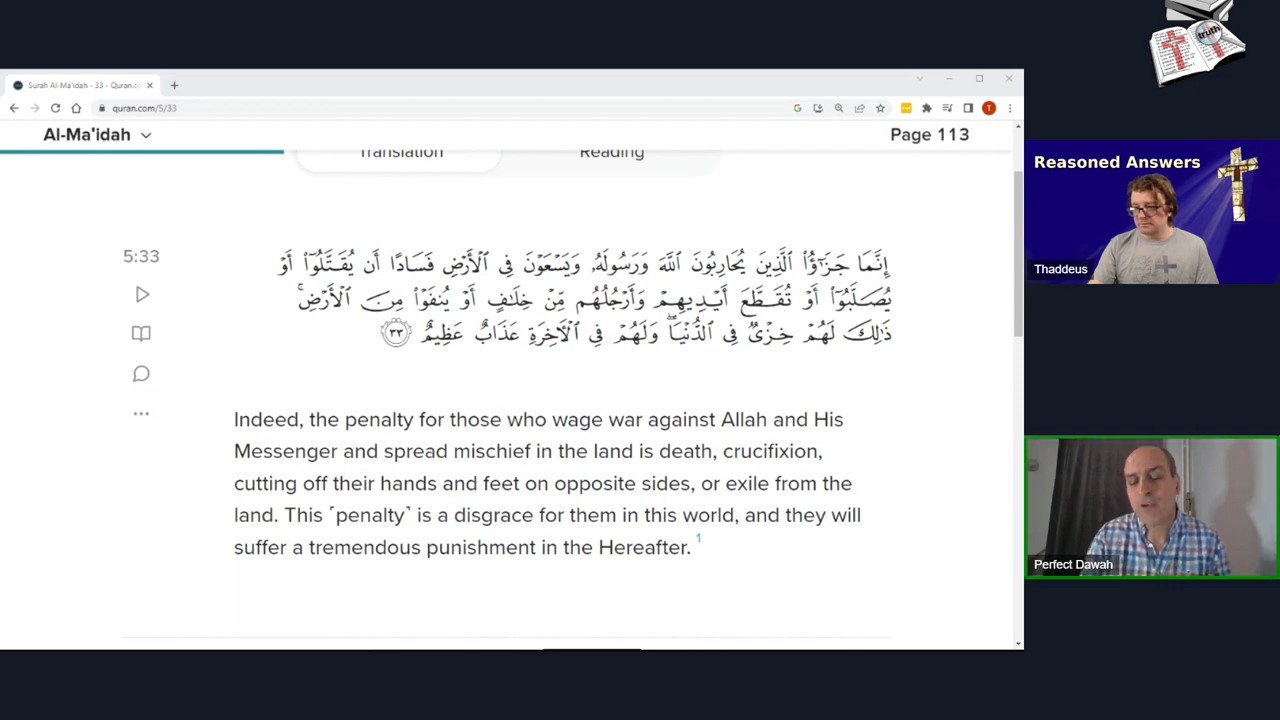 truth
Surah Al-Ma'idah - 33 - Quran.c
quran.com/5/33
T
Al-Ma'idah
Page 113
Translation
Reading
5:33
إِنَّمَا جَزَٰٓؤُا۟ ٱلَّذِينَ يُحَارِبُونَ ٱللَّهَ وَرَسُولَهُۥ وَيَسْعَوْنَ فِى ٱلْأَرْضِ فَسَادًا أَن يُقَتَّلُوٓا۟ أَوْ
يُصَلَّبُوٓا۟ أَوْ تُقَطَّعَ أَيْدِيهِمْ وَأَرْجُلُهُم مِّنْ خِلَـٰفٍ أَوْ يُنفَوْا۟ مِنَ ٱلْأَرْضِ ۚ
ذَٰلِكَ لَهُمْ خِزْىٌ فِى ٱلدُّنْيَا ۖ وَلَهُمْ فِى ٱلْـَٔاخِرَةِ عَذَابٌ عَظِيمٌ ٣٣
Indeed, the penalty for those who wage war against Allah and His
Messenger and spread mischief in the land is death, crucifixion,
cutting off their hands and feet on opposite sides, or exile from the
land. This ˹penalty˺ is a disgrace for them in this world, and they will
suffer a tremendous punishment in the Hereafter. 1
Reasoned Answers
Thaddeus
Perfect Dawah